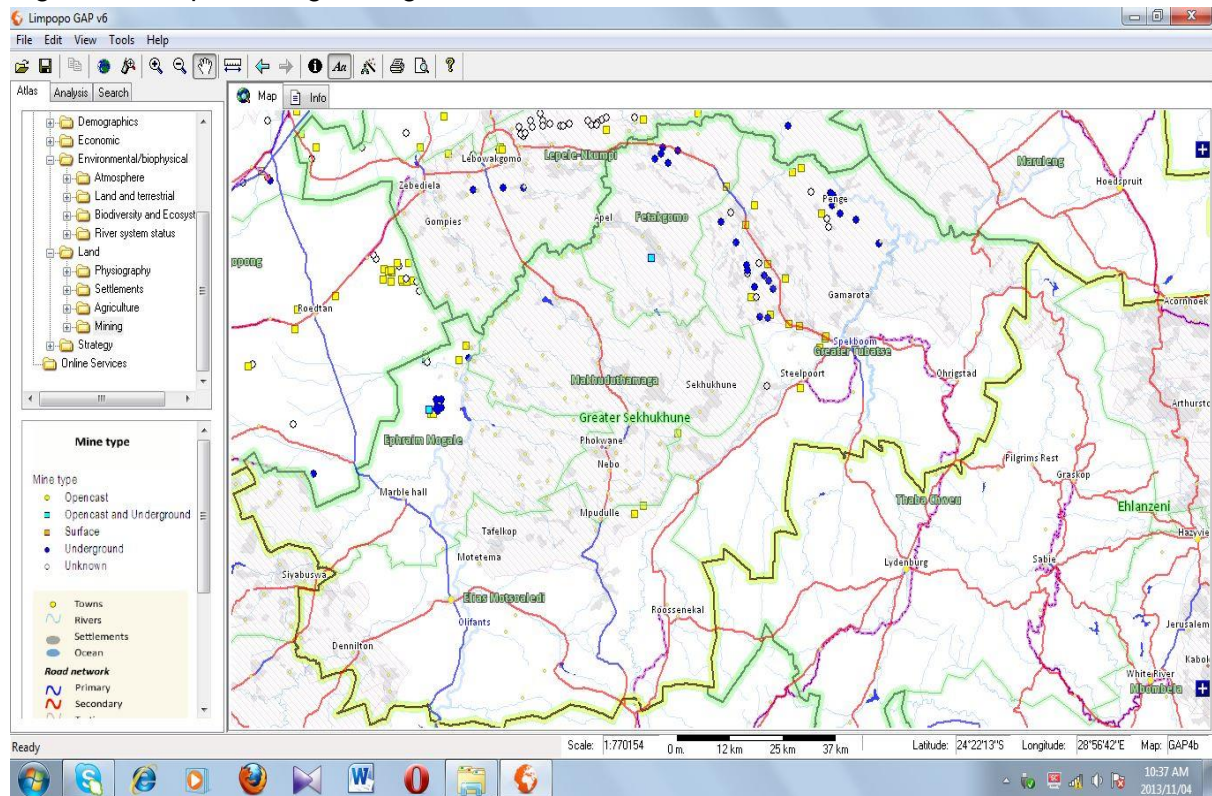 Limpopo GAP v6
File Edit View Tools Help
Atlas Analysis Search
Map Info
Demographics
Economic
Environmental/biophysical
Atmosphere
Land and terrestrial
Biodiversity and Ecosyst
River system status
Land
Physiography
Settlements
Agriculture
Mining
Strategy
Online Services
Mine type
Mine type
Opencast
Opencast and Underground
Surface
Underground
Unknown
Towns
Rivers
Settlements
Ocean
Road network
Primary
Secondary
Lebowakgomo
Lepele-Nkumpi
Maruleng
Hoedspruit
Zebediela
Penge
Gompies
Apel
Fetakgomo
Roedtan
Gamarota
Acornhoek
Spekboom
Greater Tubatse
Steelpoort
Ohrigstad
Makhuduthamaga
Sekhukhune
Greater Sekhukhune
Ephraim Mogale
Phokwane
Nebo
Pilgrims Rest
Graskop
Marble hall
Thaba Chweu
Ehlanzeni
Mpudulle
Tafelkop
Motetema
Lydenburg
Sabie
Siyabuswa
Elias Motsoaledi
Roossenekal
Olifants
Jerusalem
Dennilton
Kabok
White River
Mbombela
Ready
Scale: 1:770154 0 m. 12 km 25 km 37 km Latitude: 24°22'13"S Longitude: 28°56'42"E Map: GAP4b
10:37 AM
2013/11/04